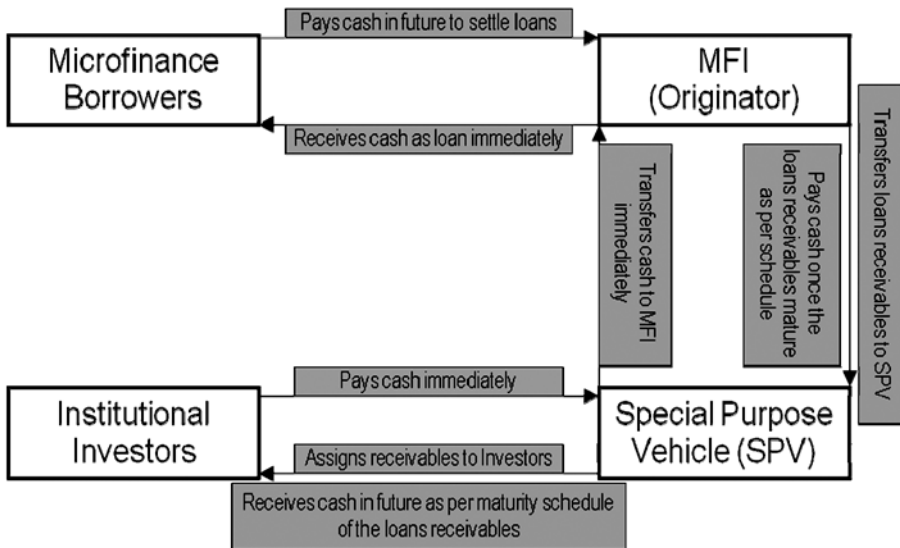 Pays cash in future to settle loans
Microfinance
Borrowers
MFI
(Originator)
Receives cash as loan immediately
Transfers cash to MFI
immediately
Pays cash once the
loans receivables mature
as per schedule
Transfers loans receivables to SPV
Pays cash immediately
Institutional
Investors
Special Purpose
Vehicle (SPV)
Assigns receivables to Investors
Receives cash in future as per maturity schedule
of the loans receivables